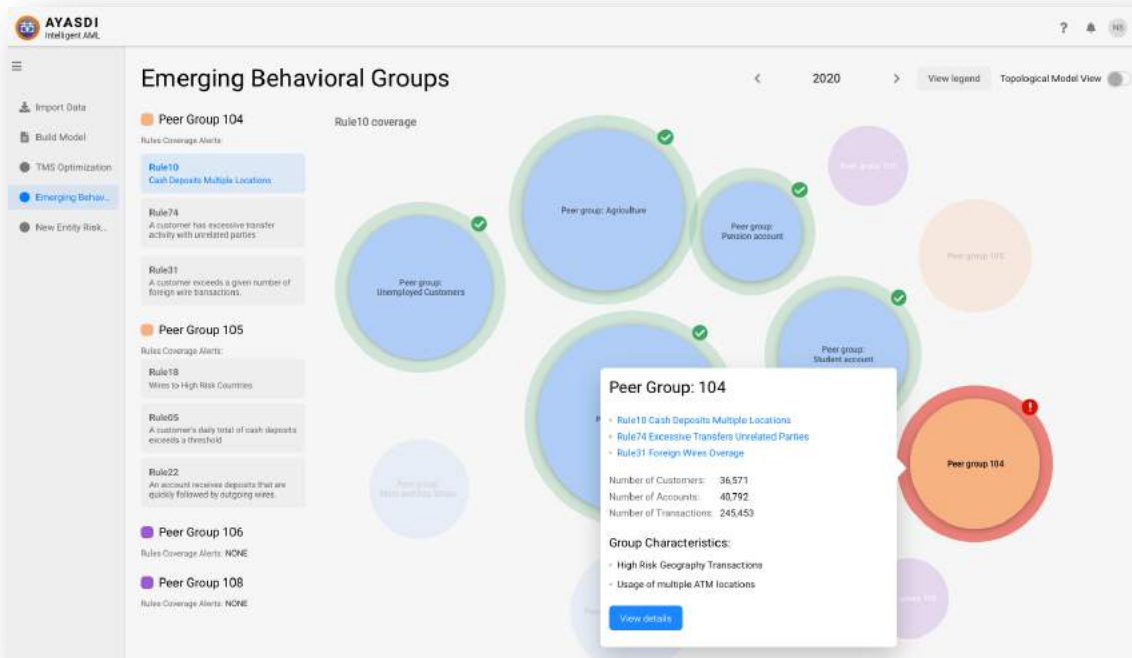 AYASDI
Intelligent AML
?
NS
Import Data
Build Model
TMS Optimization
Emerging Behav...
New Entity Risk...
Emerging Behavioral Groups
2020
View legend
Topological Model View
Peer Group 104
Rules Coverage Alerts:
Rule10
Cash Deposits Multiple Locations
Rule74
A customer has excessive transfer
activity with unrelated parties
Rule31
A customer exceeds a given number of
foreign wire transactions.
Peer Group 105
Rules Coverage Alerts:
Rule18
Wires to High Risk Countries
Rule05
A customer's daily total of cash deposits
exceeds a threshold
Rule22
An account receives deposits that are
quickly followed by outgoing wires.
Peer Group 106
Rules Coverage Alerts: NONE
Peer Group 108
Rules Coverage Alerts: NONE
Rule10 coverage
Peer group: Agriculture
Peer group:
Pension account
Peer group:
Unemployed Customers
Peer group:
Student account
Peer group
Peer group
Peer group
Peer group 104
Peer Group: 104
Rule10 Cash Deposits Multiple Locations
Rule74 Excessive Transfers Unrelated Parties
Rule31 Foreign Wires Overage
Number of Customers: 36,571
Number of Accounts: 40,792
Number of Transactions: 245,453
Group Characteristics:
High Risk Geography Transactions
Usage of multiple ATM locations
View details